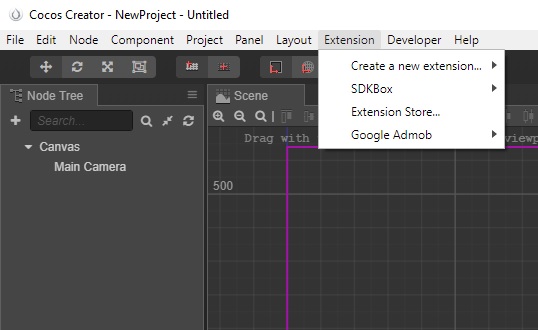 Cocos Creator - NewProject - Untitled
File Edit Node Component Project Panel Layout Extension Developer Help
Create a new extension...
SDKBox
Extension Store...
Google Admob
Node Tree
Search...
Canvas
Main Camera
Scene
Drag with
viewp
500